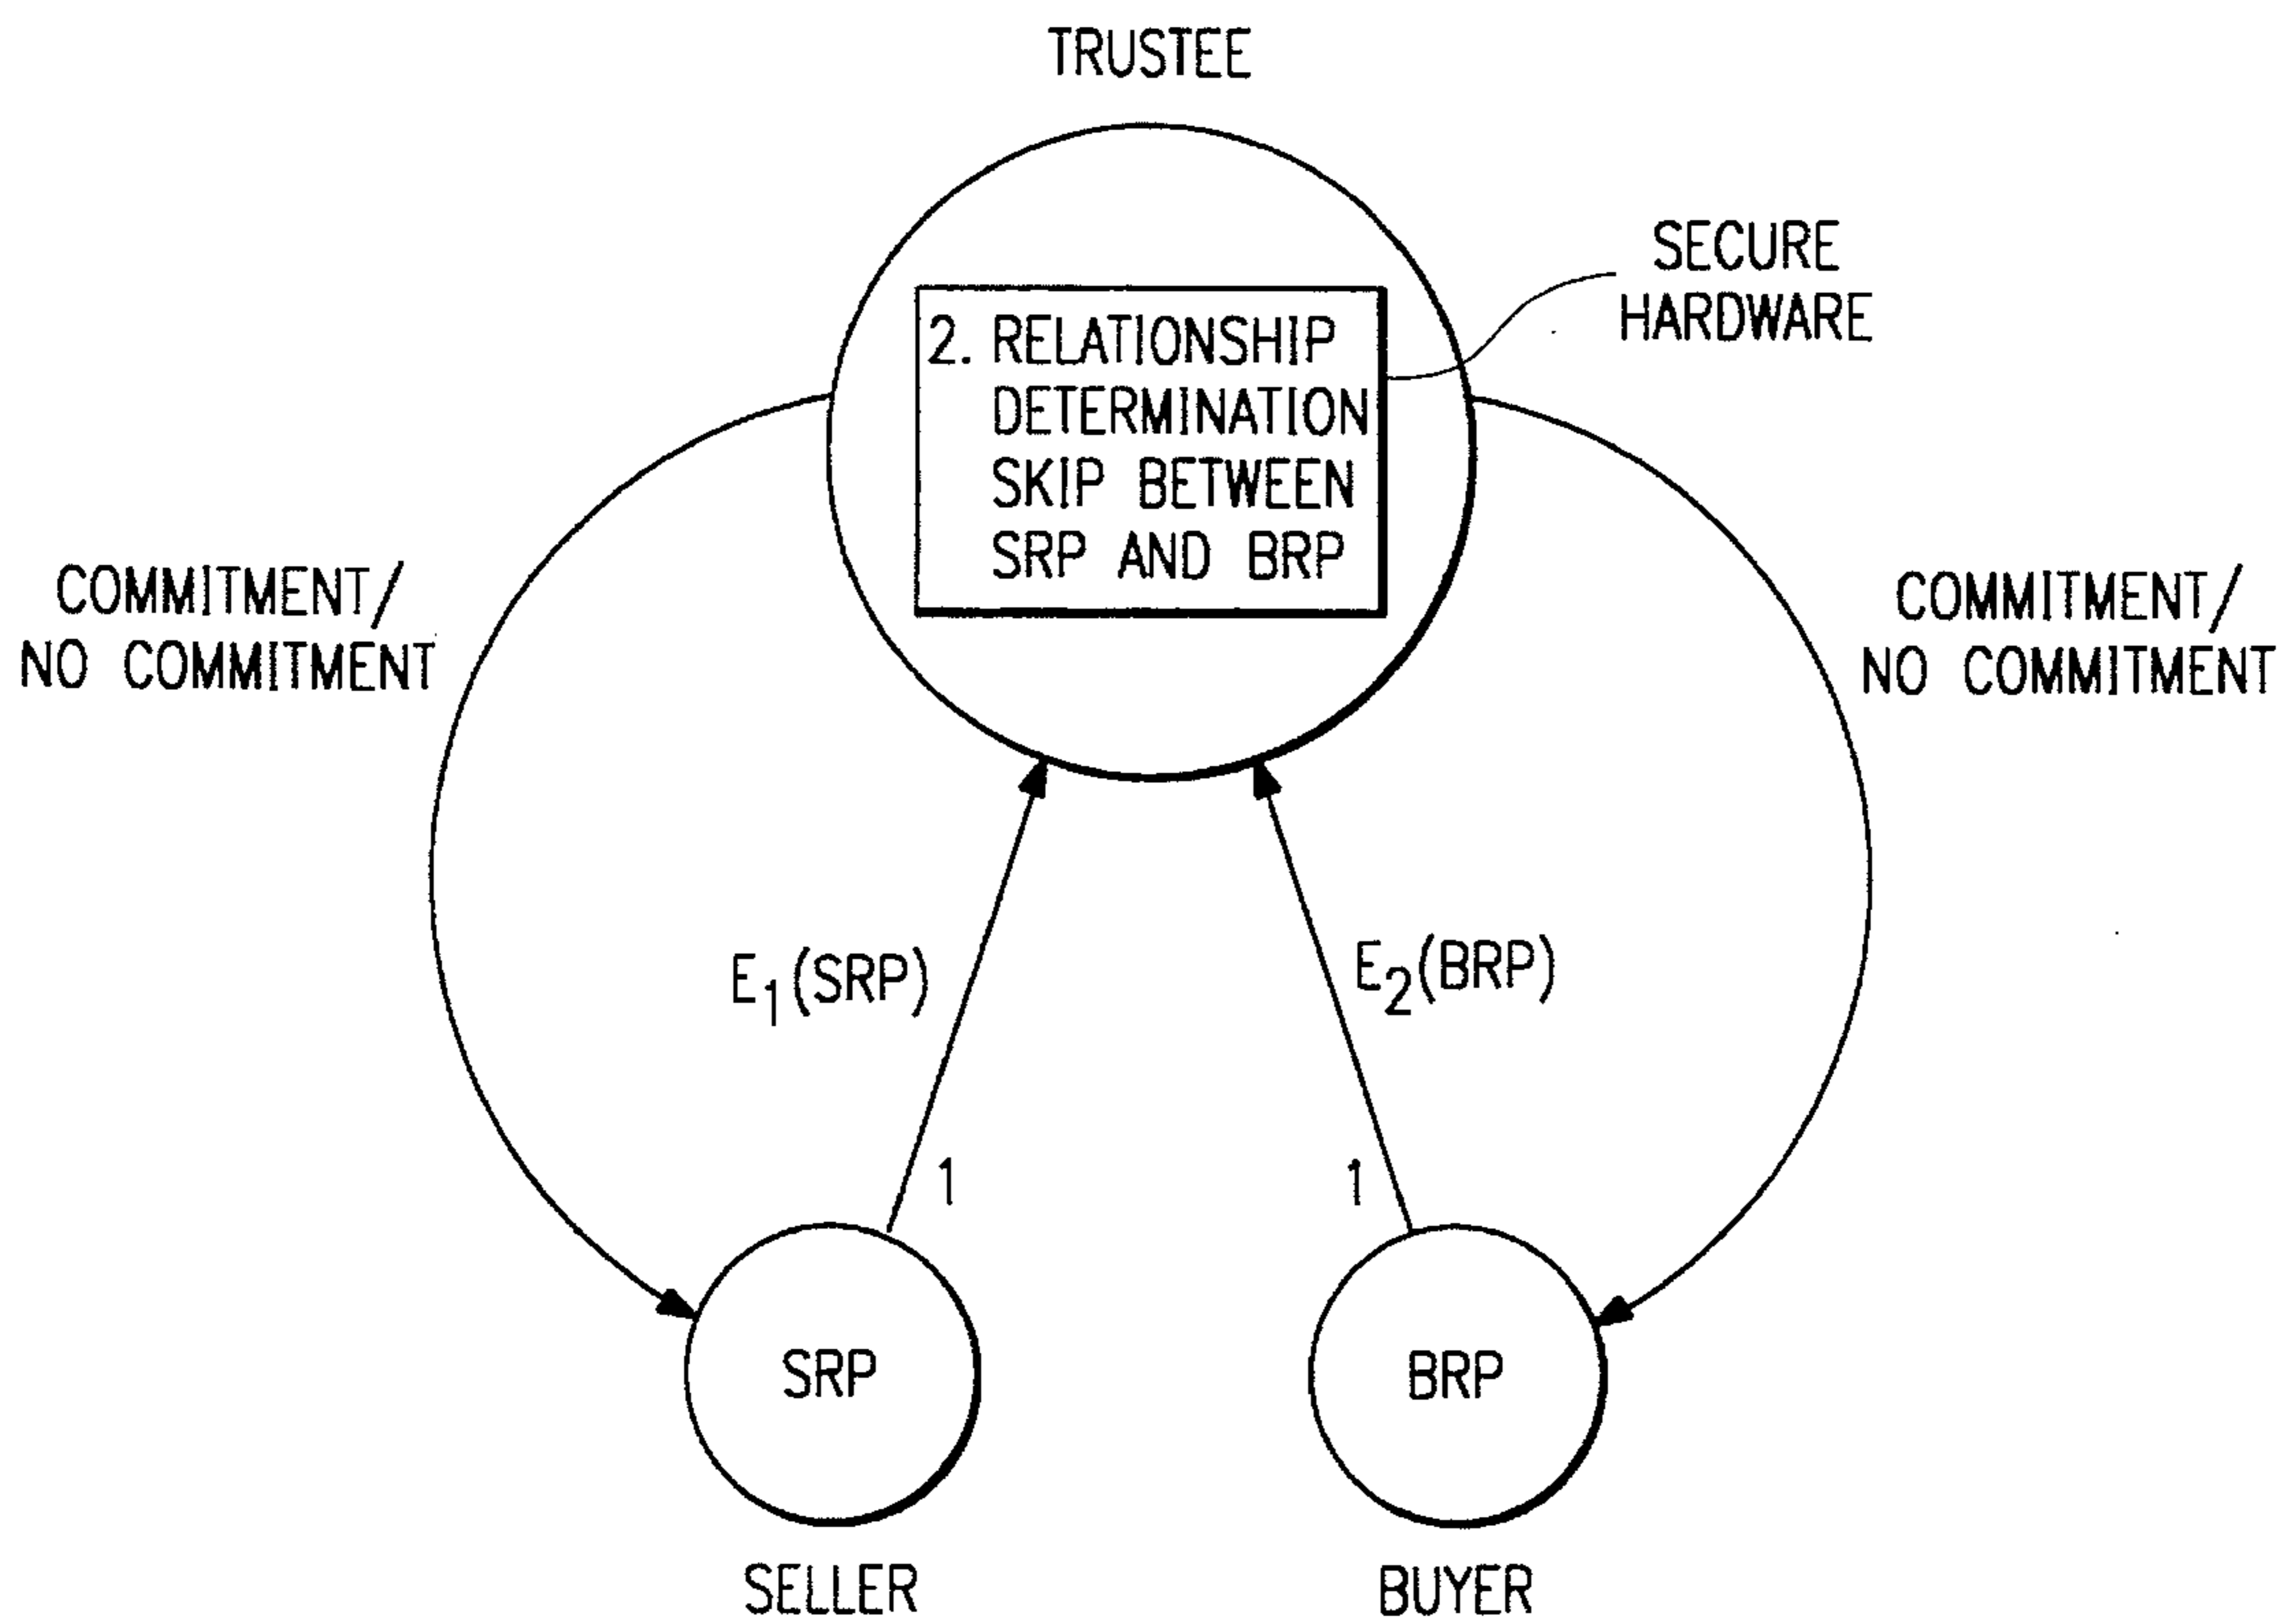 TRUSTEE
SECURE
HARDWARE
2. RELATIONSHIP
DETERMINATION
SKIP BETWEEN
SRP AND BRP
COMMITMENT/
NO COMMITMENT
COMMITMENT/
NO COMMITMENT
E1(SRP)
E2(BRP)
1
1
SRP
BRP
SELLER
BUYER